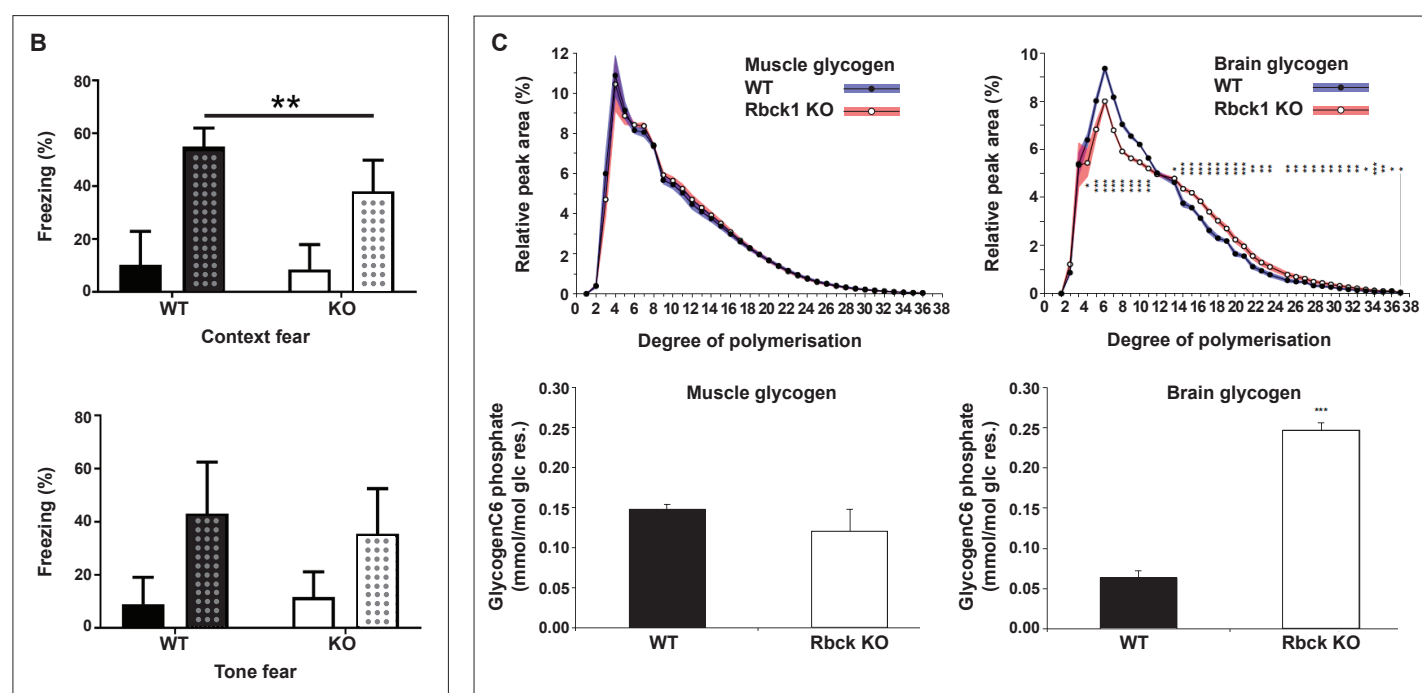 B
80
60
40
20
0
Freezing (%)
**
WT
KO
Context fear
80
60
40
20
0
Freezing (%)
WT
KO
Tone fear
C
12
10
8
6
4
2
0
Relative peak area (%)
Muscle glycogen
WT
Rbck1 KO
0 2 4 6 8 10 12 14 16 18 20 22 24 26 28 30 32 34 36 38
Degree of polymerisation
10
8
6
4
2
0
Relative peak area (%)
Brain glycogen
WT
Rbck1 KO
0 2 4 6 8 10 12 14 16 18 20 22 24 26 28 30 32 34 36 38
Degree of polymerisation
Muscle glycogen
0.30
0.25
0.20
0.15
0.10
0.05
0.00
GlycogenC6 phosphate
(mmol/mol glc res.)
WT
Rbck KO
Brain glycogen
0.30
0.25
0.20
0.15
0.10
0.05
0.00
GlycogenC6 phosphate
(mmol/mol glc res.)
***
WT
Rbck KO